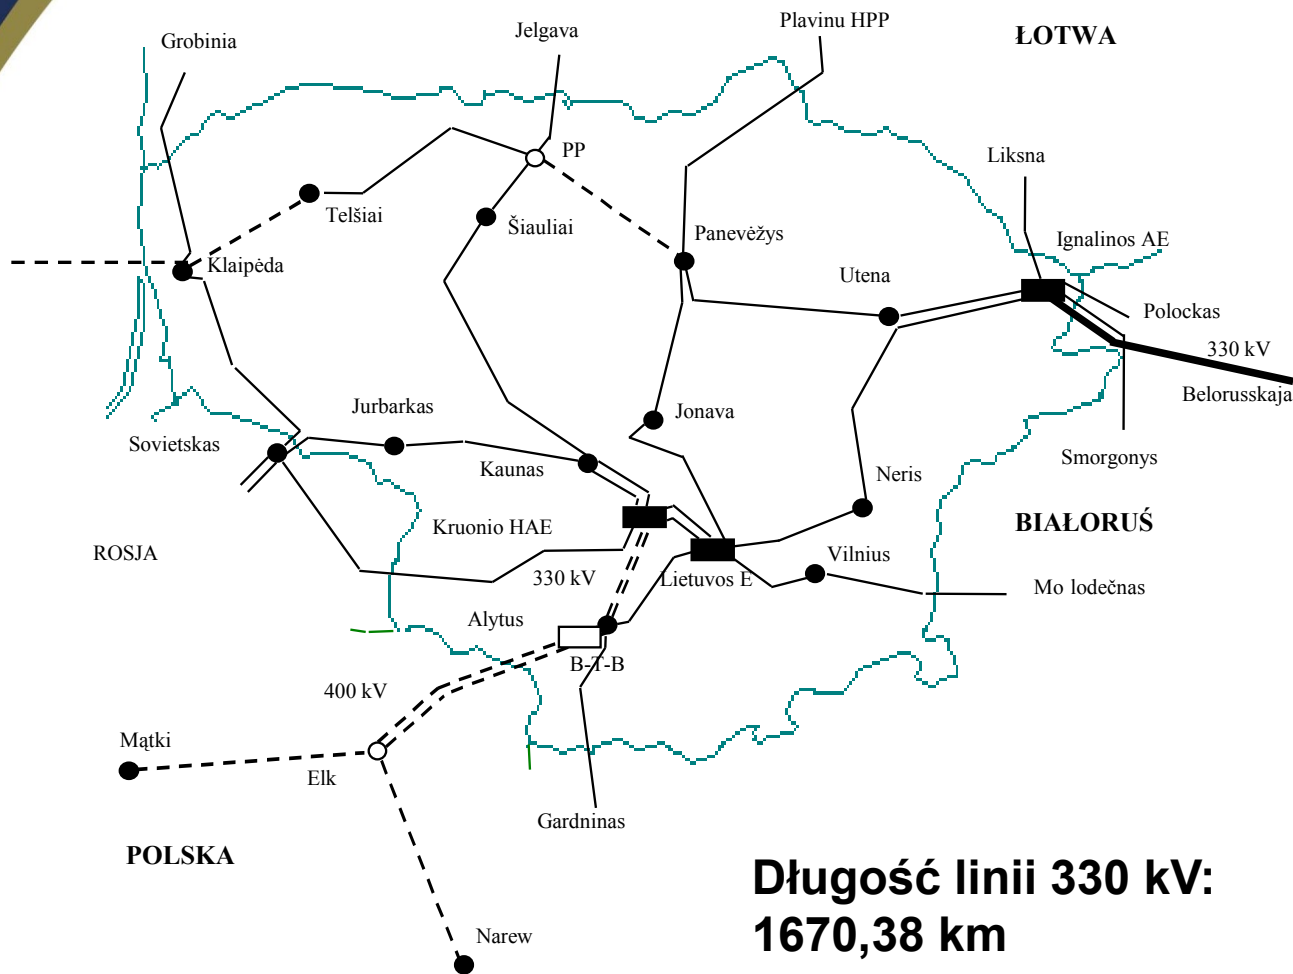 Plavinu HPP
Jelgava
ŁOTWA
Grobinia
PP
Liksna
Telšiai
Šiauliai
Panevėžys
Ignalinos AE
Klaipėda
Utena
Polockas
330 kV
Belorusskaja
Jurbarkas
Jonava
Sovietskas
Kaunas
Smorgonys
Neris
Kruonio HAE
BIAŁORUŚ
ROSJA
Vilnius
330 kV
Lietuvos E
Mo lodečnas
Alytus
B-T-B
400 kV
Mątki
Elk
Gardninas
POLSKA
Długość linii 330 kV:
1670,38 km
Narew